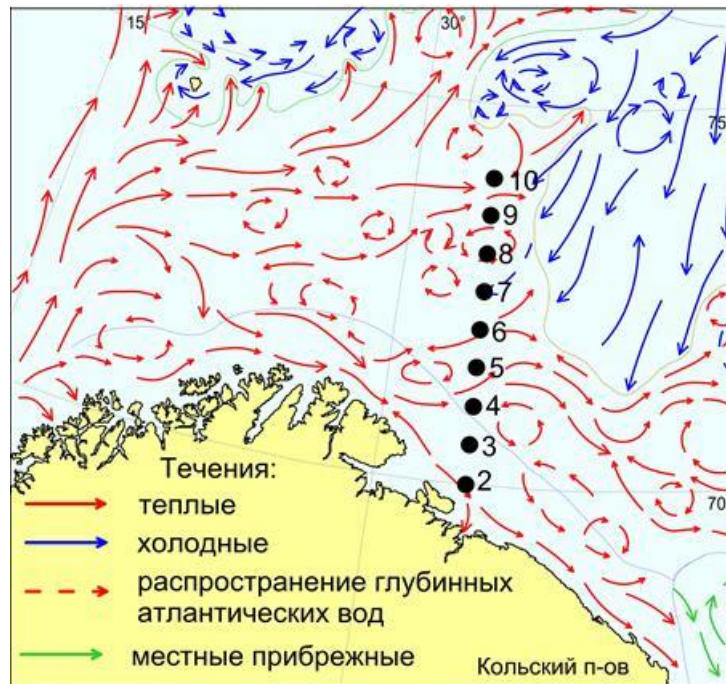 15°
30°
75
10
9
8
7
6
5
4
3
2
70
Течения:
теплые
холодные
распространение глубинных
атлантических вод
местные прибрежные
Кольский п-ов